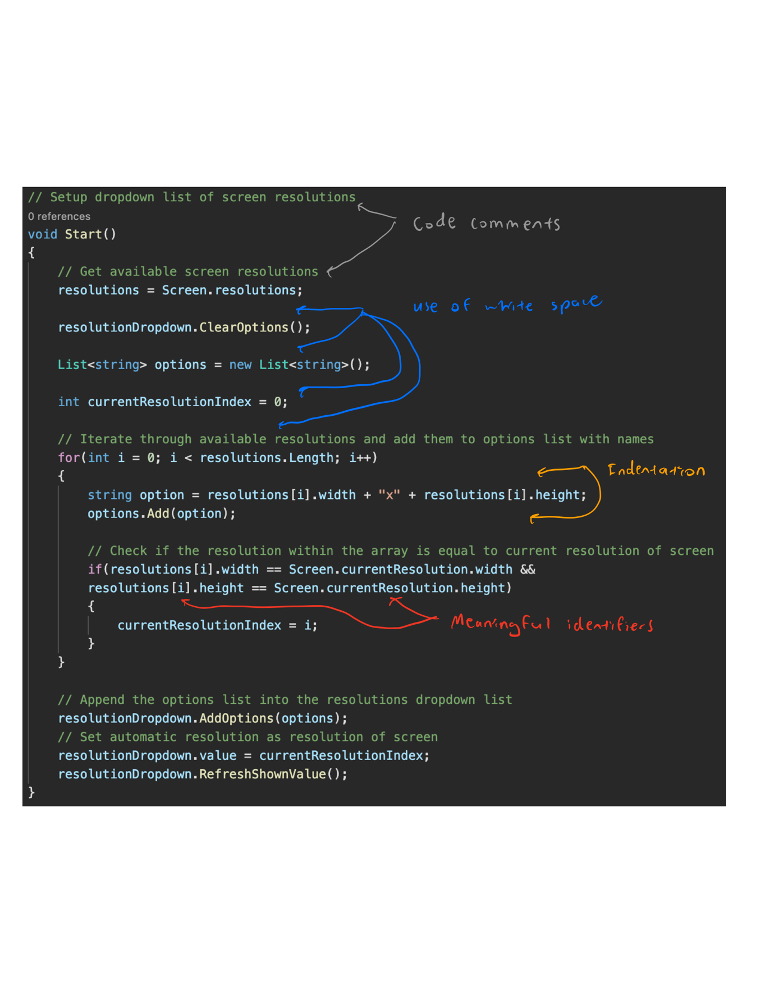 // Setup dropdown list of screen resolutions
0 references
Code comments
void Start()
{
// Get available screen resolutions
resolutions = Screen.resolutions;
use of white space
resolutionDropdown.ClearOptions();
List<string> options = new List<string>();
int currentResolutionIndex = 0;
// Iterate through available resolutions and add them to options list with names
for(int i = 0; i < resolutions.Length; i++)
Indentation
{
string option = resolutions[i].width + "x" + resolutions[i].height;
options.Add(option);
// Check if the resolution within the array is equal to current resolution of screen
if(resolutions[i].width == Screen.currentResolution.width &&
resolutions[i].height == Screen.currentResolution.height)
{
Meaningful identifiers
currentResolutionIndex = i;
}
}
// Append the options list into the resolutions dropdown list
resolutionDropdown.AddOptions(options);
// Set automatic resolution as resolution of screen
resolutionDropdown.value = currentResolutionIndex;
resolutionDropdown.RefreshShownValue();
}